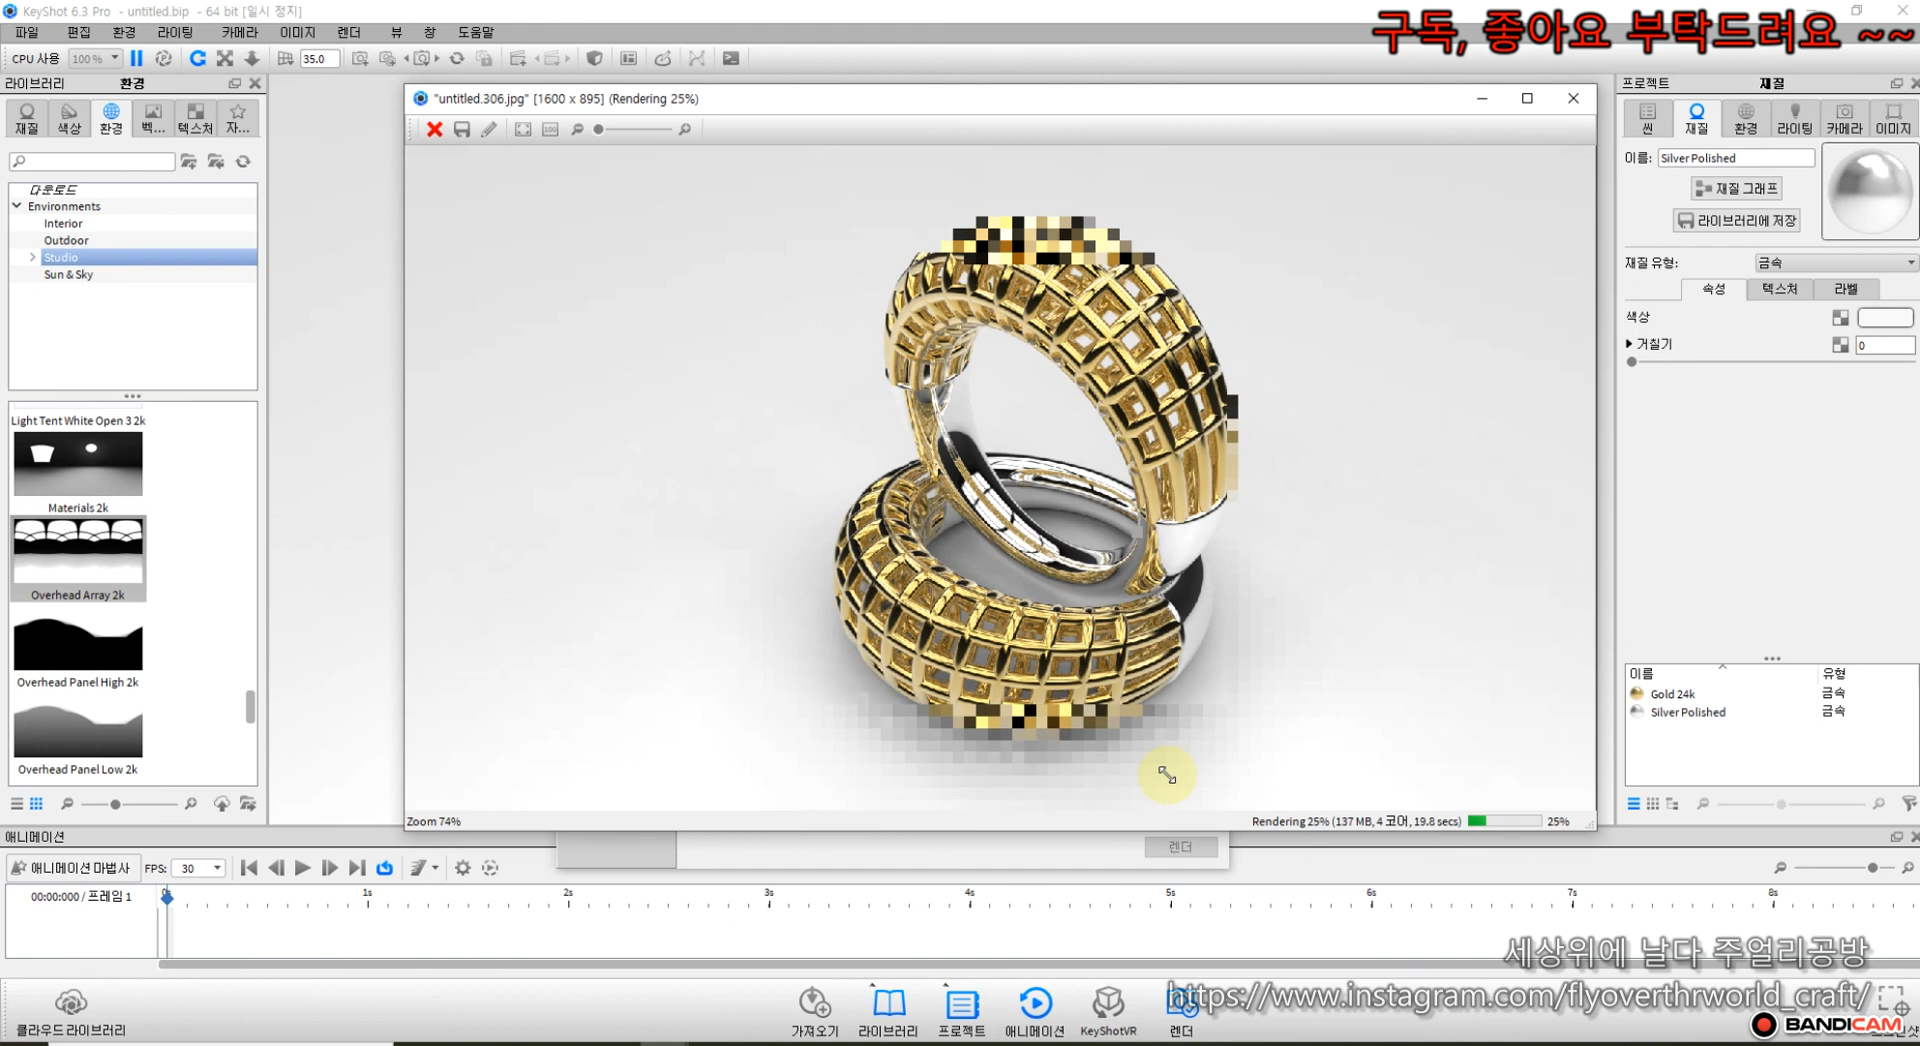 KeyShot 6.3 Pro - untitled.bip - 64 bit [일시 정지]
구독, 좋아요 부탁드려요 ~~
파일 편집 환경 라이팅 카메라 이미지 렌더 뷰 창 도움말
CPU 사용 100 % 35.0
라이브러리 환경
재질 색상 환경 벡... 텍스처 자...
다운로드
Environments
Interior
Outdoor
Studio
Sun & Sky
Light Tent White Open 3 2k
Materials 2k
Overhead Array 2k
Overhead Panel High 2k
Overhead Panel Low 2k
"untitled.306.jpg" [1600 x 895] (Rendering 25%)
100
Zoom 74%
Rendering 25% (137 MB, 4 코어, 19.8 secs) 25%
렌더
프로젝트 재질
씬 재질 환경 라이팅 카메라 이미지
이름: Silver Polished
재질 그래프
라이브러리에 저장
재질 유형: 금속
속성 텍스처 라벨
색상
거칠기 0
이름 유형
Gold 24k 금속
Silver Polished 금속
애니메이션
애니메이션 마법사 FPS: 30
00:00:000 / 프레임 1
1s 2s 3s 4s 5s 6s 7s 8s
세상위에 날다 주얼리공방
https://www.instagram.com/flyoverthrworld_craft/
클라우드 라이브러리 가져오기 라이브러리 프로젝트 애니메이션 KeyShotVR 렌더
BANDICAM